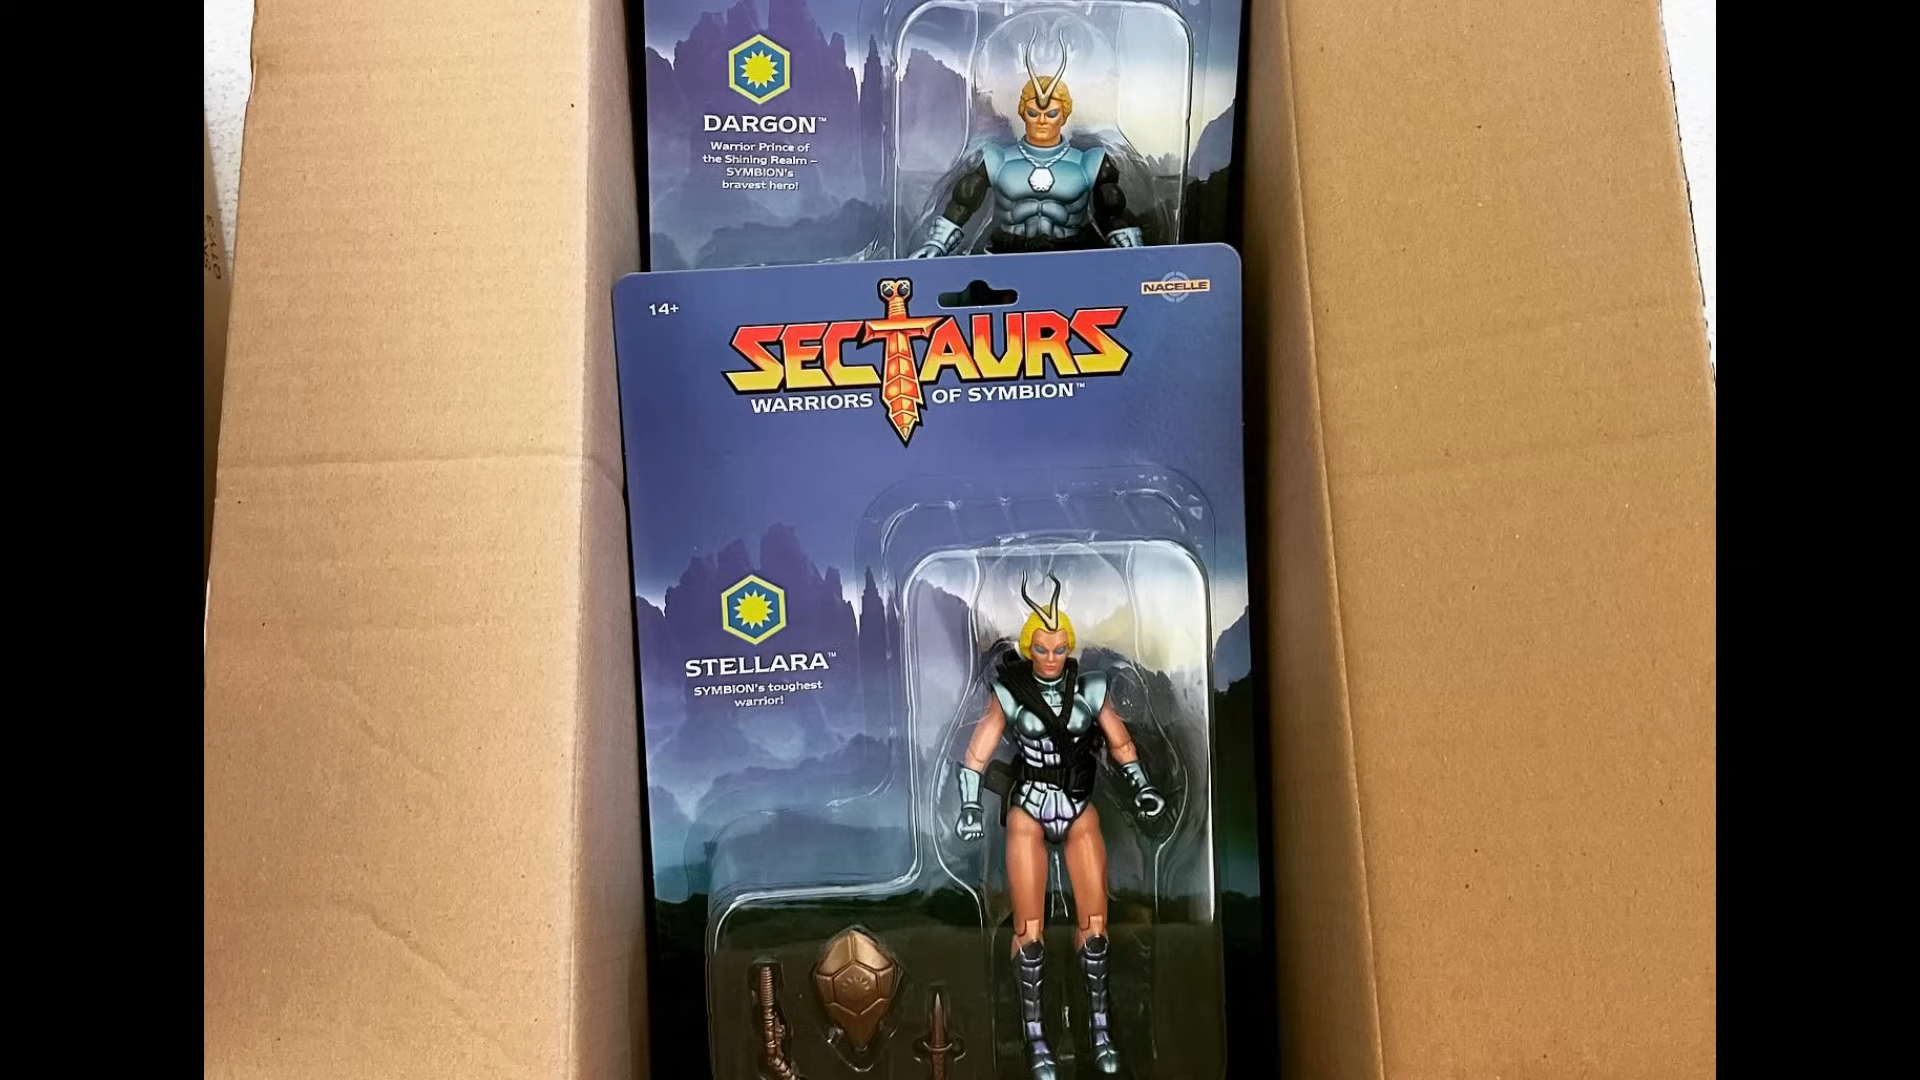 DARGON™
Warrior Prince of
the Shining Realm –
SYMBION's
bravest hero!
14+
NACELLE
SECTAURS
WARRIORS OF SYMBION™
STELLARA™
SYMBION's toughest
warrior!